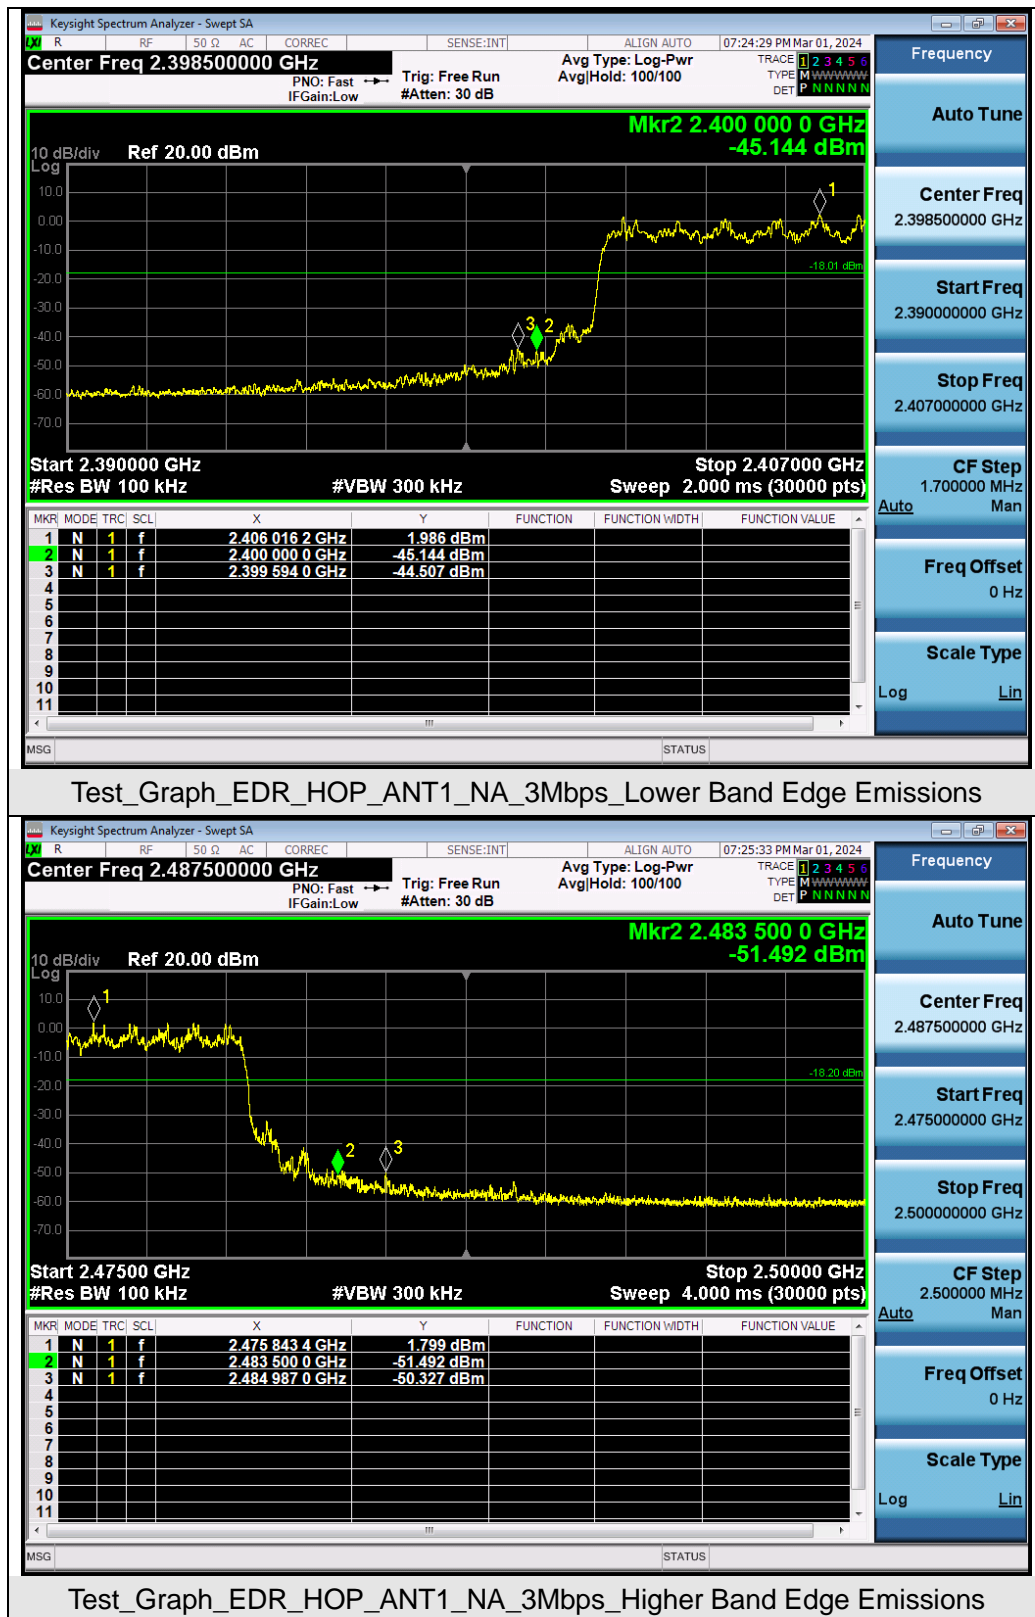 Keysight Spectrum Analyzer - Swept SA
LXI R RF 50 Ω AC CORREC SENSE:INT ALIGN AUTO 07:24:29 PM Mar 01, 2024
Center Freq 2.398500000 GHz
PNO: Fast
IFGain:Low
Trig: Free Run
#Atten: 30 dB
Avg Type: Log-Pwr
Avg|Hold: 100/100
TRACE 1 2 3 4 5 6
TYPE M W W W W W
DET P N N N N N
Mkr2 2.400 000 0 GHz
-45.144 dBm
10 dB/div Ref 20.00 dBm
Log
10.0
0.00
-10.0
-20.0
-30.0
-40.0
-50.0
-60.0
-70.0
1
-18.01 dBm
3 2
Start 2.390000 GHz Stop 2.407000 GHz
#Res BW 100 kHz #VBW 300 kHz Sweep 2.000 ms (30000 pts)
MKR MODE TRC SCL X Y FUNCTION FUNCTION WIDTH FUNCTION VALUE
1 N 1 f 2.406 016 2 GHz 1.986 dBm
2 N 1 f 2.400 000 0 GHz -45.144 dBm
3 N 1 f 2.399 594 0 GHz -44.507 dBm
4
5
6
7
8
9
10
11
MSG STATUS
Frequency
Auto Tune
Center Freq
2.398500000 GHz
Start Freq
2.390000000 GHz
Stop Freq
2.407000000 GHz
CF Step
1.700000 MHz
Auto Man
Freq Offset
0 Hz
Scale Type
Log Lin
Test_Graph_EDR_HOP_ANT1_NA_3Mbps_Lower Band Edge Emissions
Keysight Spectrum Analyzer - Swept SA
LXI R RF 50 Ω AC CORREC SENSE:INT ALIGN AUTO 07:25:33 PM Mar 01, 2024
Center Freq 2.487500000 GHz
PNO: Fast
IFGain:Low
Trig: Free Run
#Atten: 30 dB
Avg Type: Log-Pwr
Avg|Hold: 100/100
TRACE 1 2 3 4 5 6
TYPE M W W W W W
DET P N N N N N
Mkr2 2.483 500 0 GHz
-51.492 dBm
10 dB/div Ref 20.00 dBm
Log
10.0
0.00
-10.0
-20.0
-30.0
-40.0
-50.0
-60.0
-70.0
1
-18.20 dBm
2 3
Start 2.47500 GHz Stop 2.50000 GHz
#Res BW 100 kHz #VBW 300 kHz Sweep 4.000 ms (30000 pts)
MKR MODE TRC SCL X Y FUNCTION FUNCTION WIDTH FUNCTION VALUE
1 N 1 f 2.475 843 4 GHz 1.799 dBm
2 N 1 f 2.483 500 0 GHz -51.492 dBm
3 N 1 f 2.484 987 0 GHz -50.327 dBm
4
5
6
7
8
9
10
11
MSG STATUS
Frequency
Auto Tune
Center Freq
2.487500000 GHz
Start Freq
2.475000000 GHz
Stop Freq
2.500000000 GHz
CF Step
2.500000 MHz
Auto Man
Freq Offset
0 Hz
Scale Type
Log Lin
Test_Graph_EDR_HOP_ANT1_NA_3Mbps_Higher Band Edge Emissions